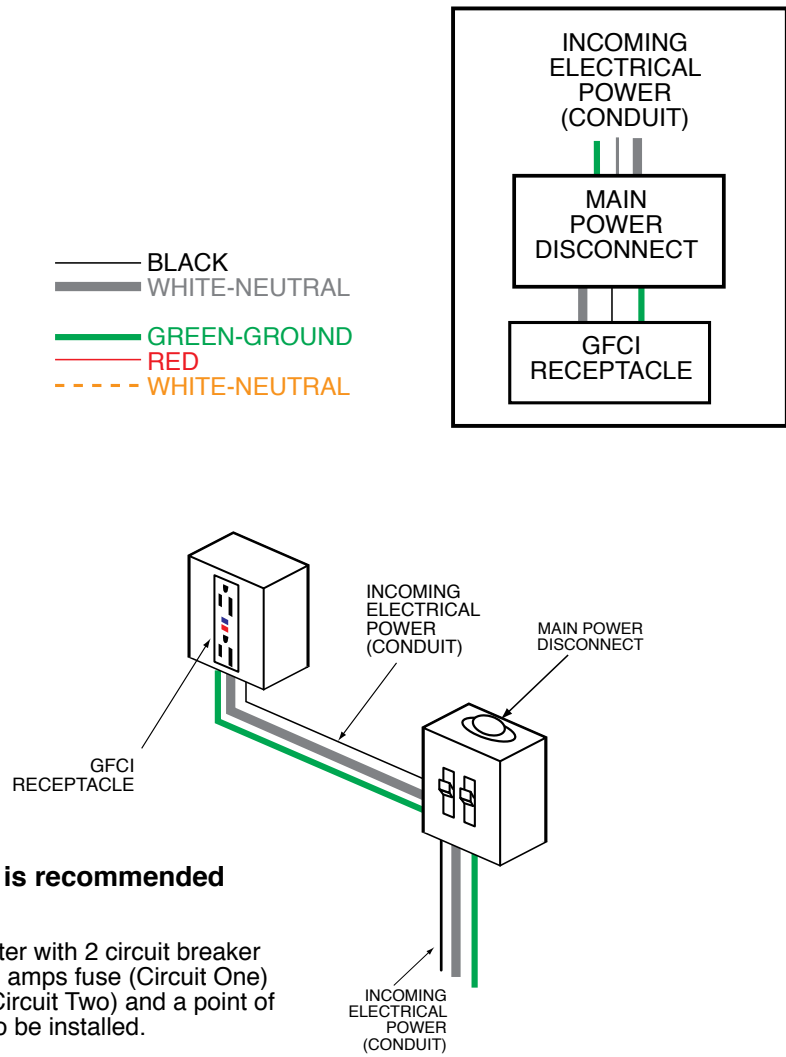 INCOMING
ELECTRICAL
POWER
(CONDUIT)
MAIN
POWER
DISCONNECT
GFCI
RECEPTACLE
BLACK
WHITE-NEUTRAL
GREEN-GROUND
RED
WHITE-NEUTRAL
INCOMING
ELECTRICAL
POWER
(CONDUIT)
MAIN POWER
DISCONNECT
GFCI
RECEPTACLE
is recommended
ter with 2 circuit breaker
amps fuse (Circuit One)
Circuit Two) and a point of
be installed.
INCOMING
ELECTRICAL
POWER
(CONDUIT)